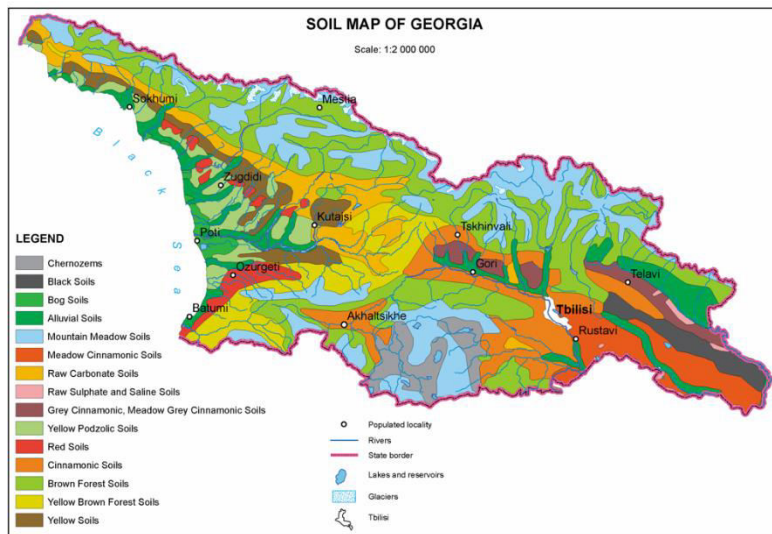 SOIL MAP OF GEORGIA
Scale: 1:2 000 000
Mestia
Sokhumi
Black Sea
Zugdidi
Kutaisi
Tskhinvali
Poti
Gori
Telavi
Ozurgeti
Tbilisi
Batumi
Akhaltsikhe
Rustavi
LEGEND
Chernozems
Black Soils
Bog Soils
Alluvial Soils
Mountain Meadow Soils
Meadow Cinnamonic Soils
Raw Carbonate Soils
Raw Sulphate and Saline Soils
Grey Cinnamonic, Meadow Grey Cinnamonic Soils
Yellow Podzolic Soils
Red Soils
Cinnamonic Soils
Brown Forest Soils
Yellow Brown Forest Soils
Yellow Soils
Populated locality
Rivers
State border
Lakes and reservoirs
Glaciers
Tbilisi